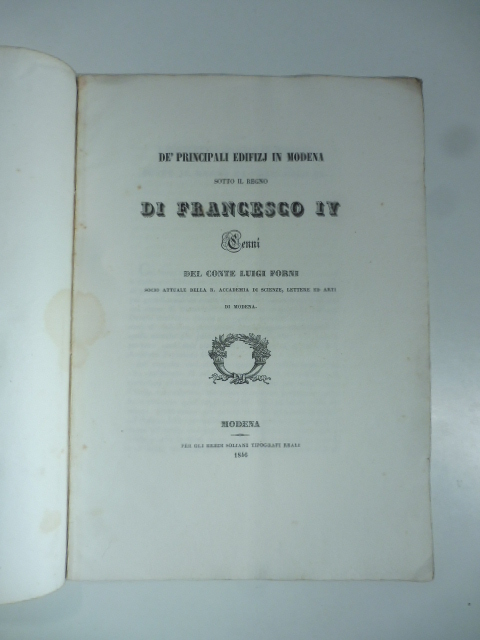 DE' PRINCIPALI EDIFIZJ IN MODENA
SOTTO IL REGNO
DI FRANCESCO IV
Cenni
DEL CONTE LUIGI FORNI
SOCIO ATTUALE DELLA R. ACCADEMIA DI SCIENZE, LETTERE ED ARTI
DI MODENA.
MODENA
PER GLI EREDI SOLIANI TIPOGRAFI REALI
1846